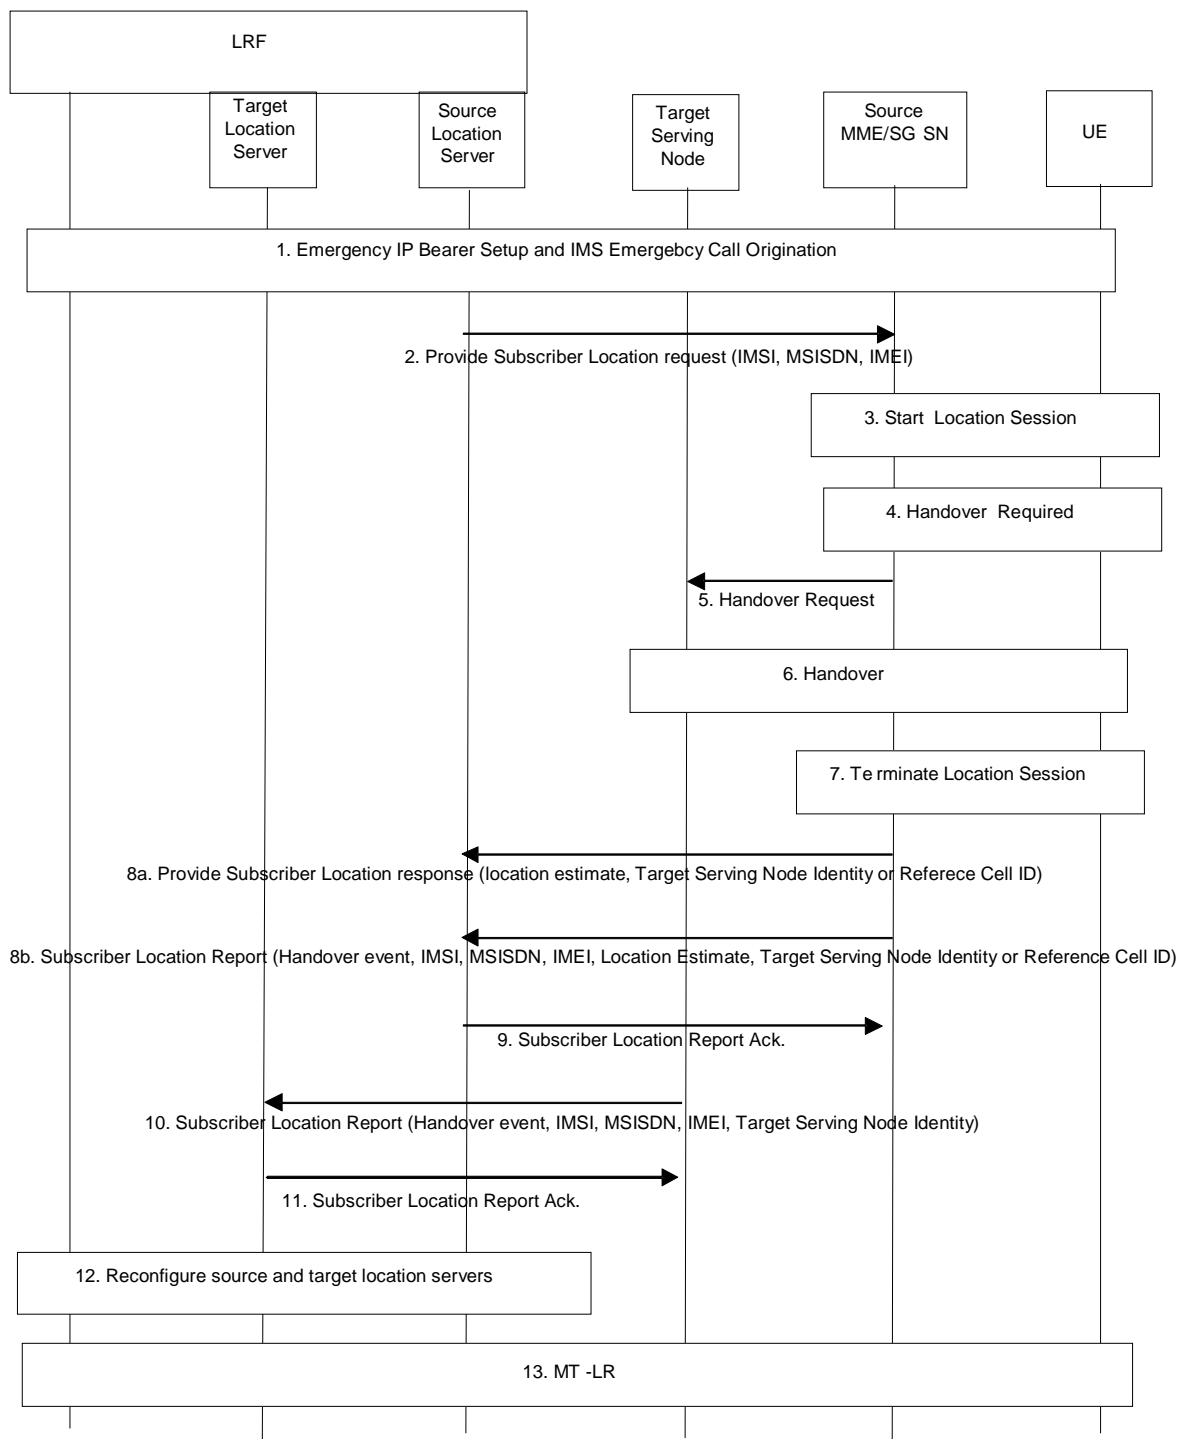 LRF
Target
Location
Server
Source
Location
Server
Target
Serving
Node
Source
MME/SG SN
UE
1. Emergency IP Bearer Setup and IMS Emergebcy Call Origination
2. Provide Subscriber Location request (IMSI, MSISDN, IMEI)
3. Start Location Session
4. Handover Required
5. Handover Request
6. Handover
7. Te rminate Location Session
8a. Provide Subscriber Location response (location estimate, Target Serving Node Identity or Referece Cell ID)
8b. Subscriber Location Report (Handover event, IMSI, MSISDN, IMEI, Location Estimate, Target Serving Node Identity or Reference Cell ID)
9. Subscriber Location Report Ack.
10. Subscriber Location Report (Handover event, IMSI, MSISDN, IMEI, Target Serving Node Identity)
11. Subscriber Location Report Ack.
12. Reconfigure source and target location servers
13. MT -LR